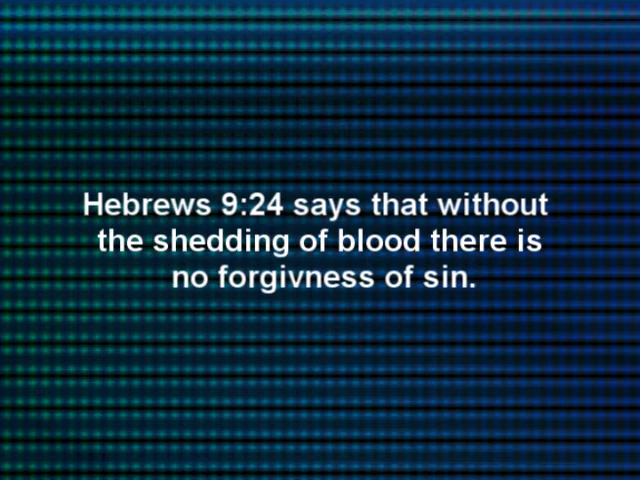 Hebrews 9:24 says that without
the shedding of blood there is
no forgivness of sin.